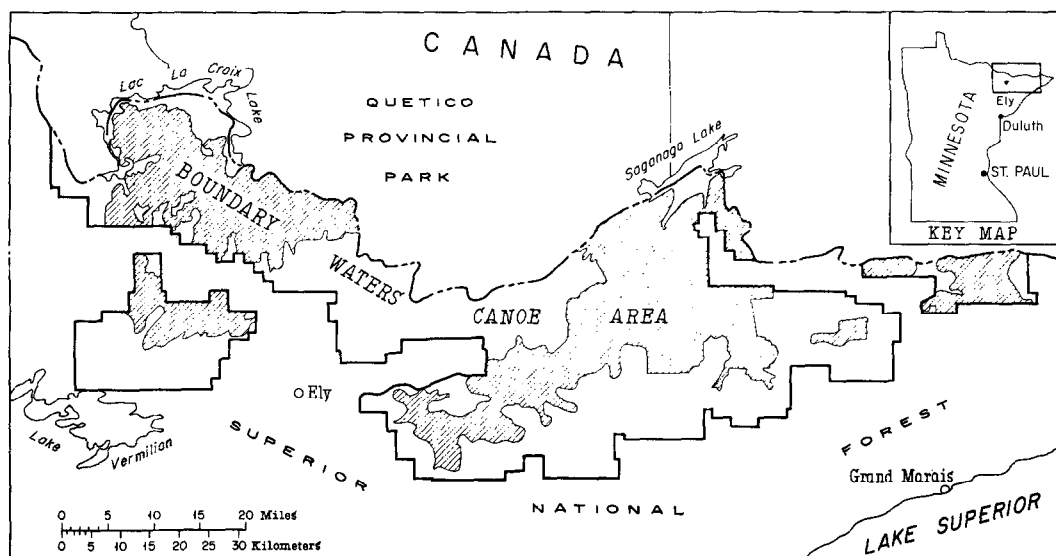 CANADA
Lac La Croix Lake
QUETICO
PROVINCIAL
PARK
Saganaga Lake
MINNESOTA
Ely
Duluth
ST. PAUL
KEY MAP
BOUNDARY
WATERS
CANOE AREA
Ely
Lake Vermilion
SUPERIOR
NATIONAL
FOREST
Grand Marais
LAKE SUPERIOR
0 5 10 15 20 Miles
0 5 10 15 20 25 30 Kilometers